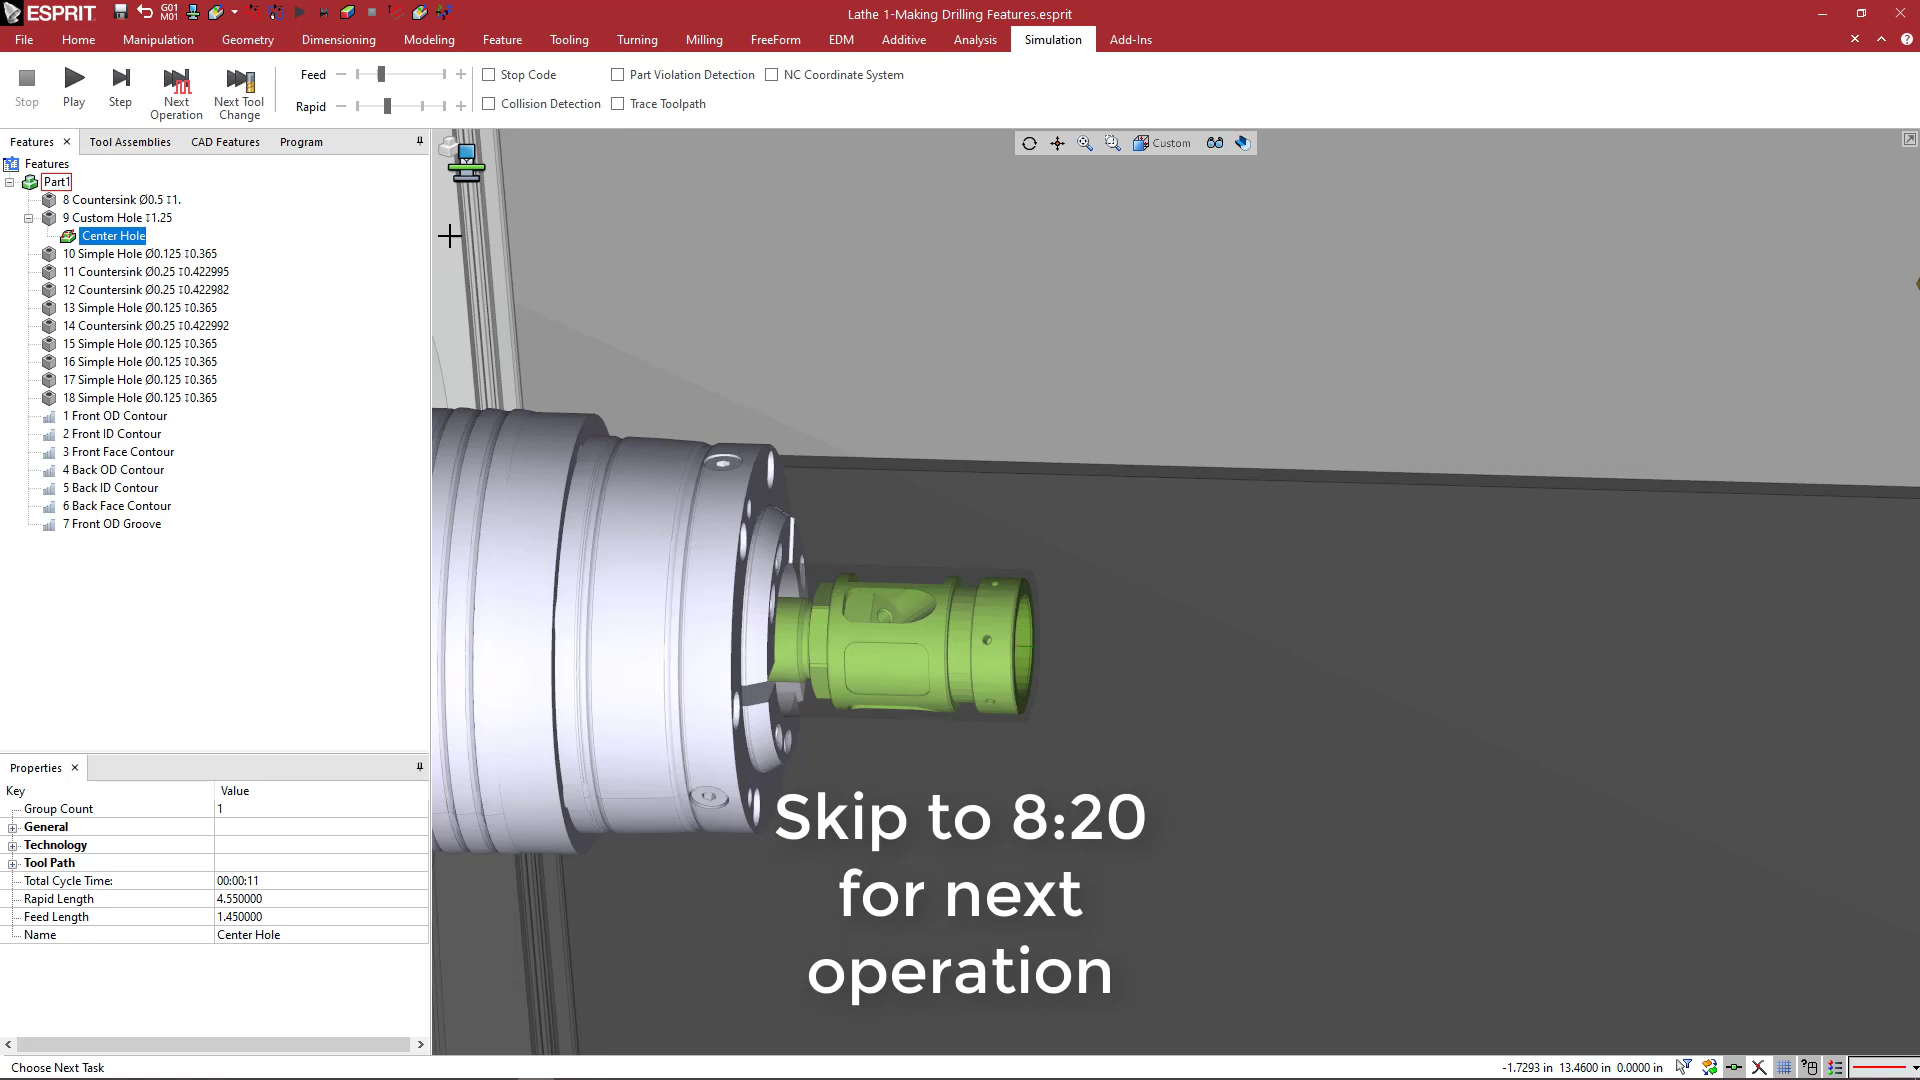 ESPRIT
G01
M01
Lathe 1-Making Drilling Features.esprit
File Home Manipulation Geometry Dimensioning Modeling Feature Tooling Turning Milling FreeForm EDM Additive Analysis Simulation Add-Ins
Stop
Play
Step
Next
Operation
Next Tool
Change
Feed
Rapid
Stop Code
Part Violation Detection
NC Coordinate System
Collision Detection
Trace Toolpath
Features Tool Assemblies CAD Features Program
Custom
Features
Part1
8 Countersink Ø0.5 ↧1.
9 Custom Hole ↧1.25
Center Hole
10 Simple Hole Ø0.125 ↧0.365
11 Countersink Ø0.25 ↧0.422995
12 Countersink Ø0.25 ↧0.422982
13 Simple Hole Ø0.125 ↧0.365
14 Countersink Ø0.25 ↧0.422992
15 Simple Hole Ø0.125 ↧0.365
16 Simple Hole Ø0.125 ↧0.365
17 Simple Hole Ø0.125 ↧0.365
18 Simple Hole Ø0.125 ↧0.365
1 Front OD Contour
2 Front ID Contour
3 Front Face Contour
4 Back OD Contour
5 Back ID Contour
6 Back Face Contour
7 Front OD Groove
Properties
Key Value
Group Count 1
General
Technology
Tool Path
Total Cycle Time: 00:00:11
Rapid Length 4.550000
Feed Length 1.450000
Name Center Hole
Skip to 8:20
for next
operation
Choose Next Task
-1.7293 in 13.4600 in 0.0000 in